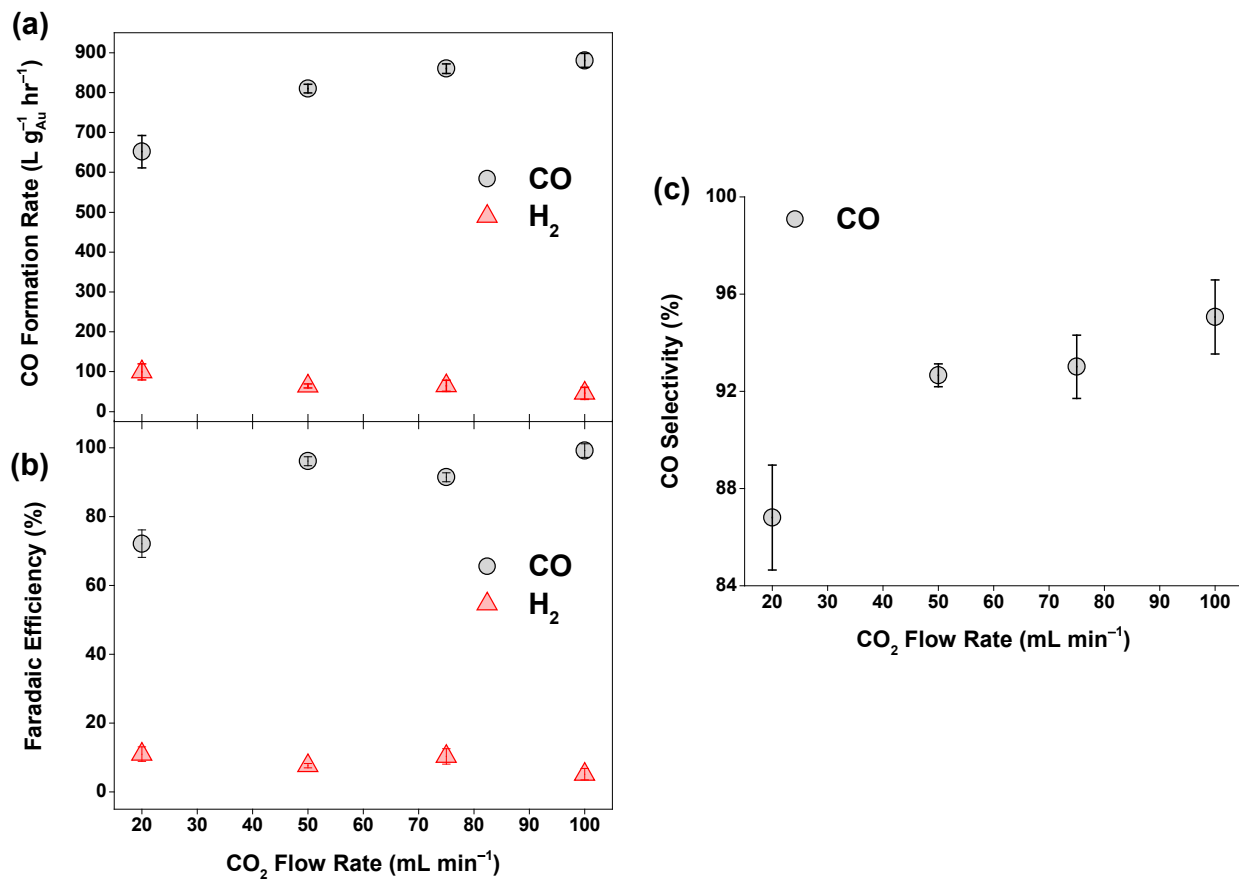 (a)
CO Formation Rate (L g⁻¹Au hr⁻¹)
900
800
700
600
500
400
300
200
100
0
CO
H₂
(b)
Faradaic Efficiency (%)
100
80
60
40
20
0
CO
H₂
20 30 40 50 60 70 80 90 100
CO₂ Flow Rate (mL min⁻¹)
(c)
CO Selectivity (%)
100
96
92
88
84
CO
20 30 40 50 60 70 80 90 100
CO₂ Flow Rate (mL min⁻¹)